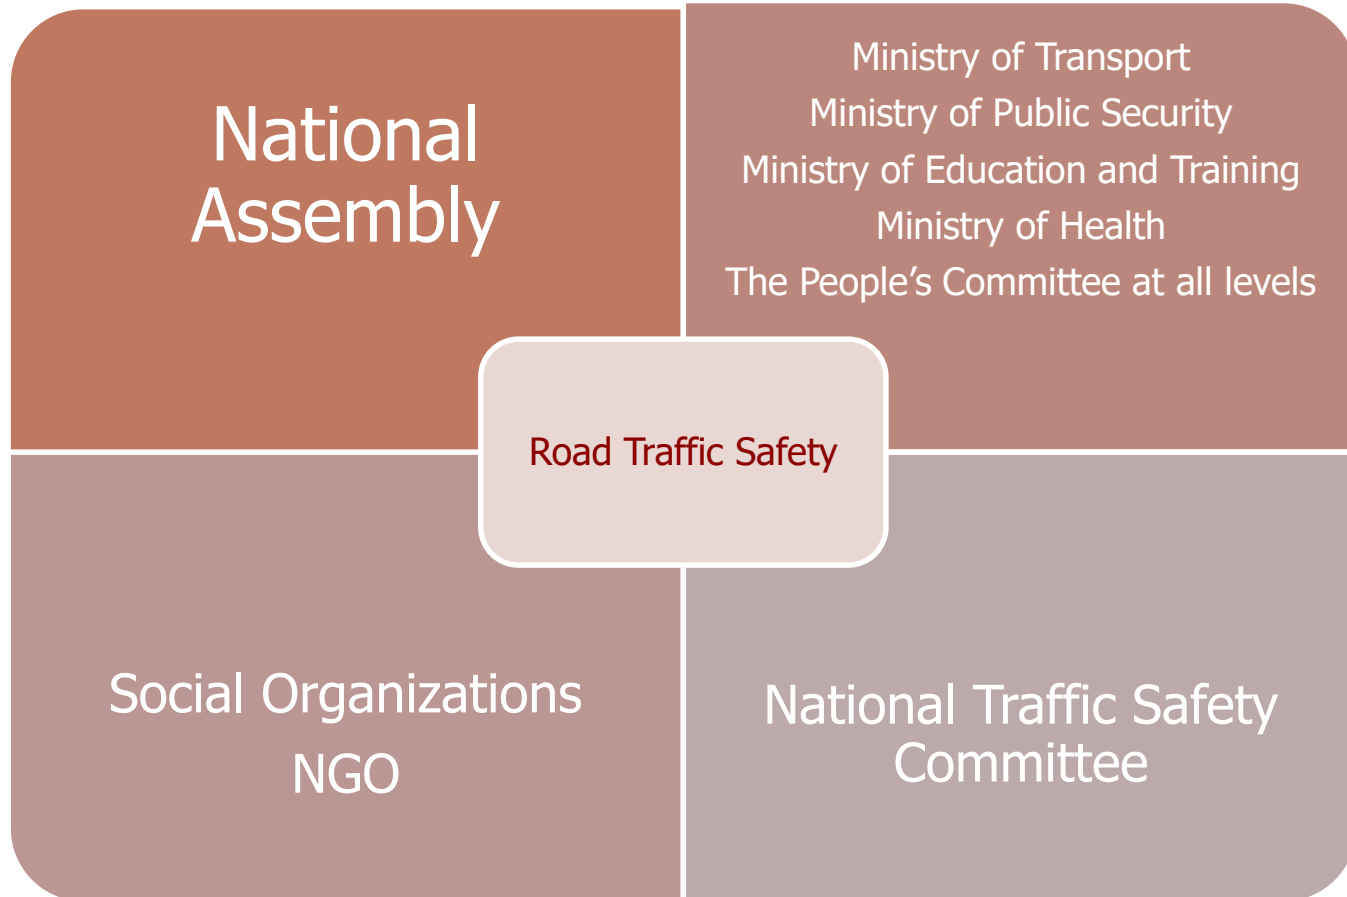 National
Assembly
Ministry of Transport
Ministry of Public Security
Ministry of Education and Training
Ministry of Health
The People’s Committee at all levels
Road Traffic Safety
Social Organizations
NGO
National Traffic Safety
Committee